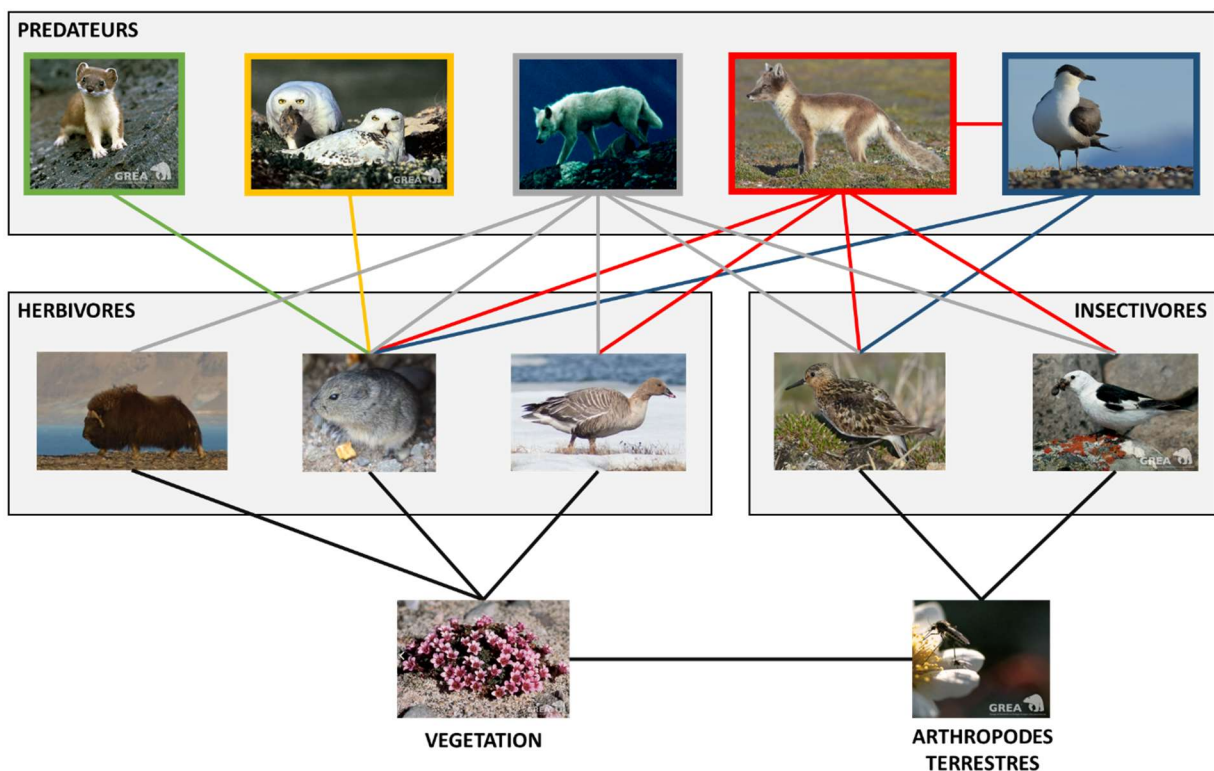 PREDATEURS
GREA
GREA
HERBIVORES
INSECTIVORES
GREA
GREA
GREA
VEGETATION
ARTHROPODES
TERRESTRES